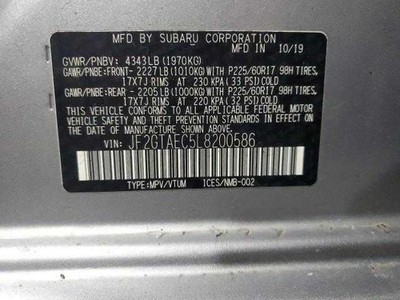 MFD BY SUBARU CORPORATION
MADE IN JAPAN 10/19
GVWR/PNBV: 4343LB (1970KG)
GAWR/PNBE:FRONT- 2227LB(1010KG)WITH P225/60R17 98H TIRES,
17X7J RIMS AT 230 KPA (33 PSI)COLD
GAWR/PNBE:REAR - 2205LB(1000KG)WITH P225/60R17 98H TIRES,
17X7J RIMS AT 220 KPA (32 PSI)COLD
THIS VEHICLE CONFORMS TO ALL APPLICABLE FEDERAL MOTOR
VEHICLE SAFETY AND THEFT PREVENTION STANDARDS IN
EFFECT ON THE DATE OF MANUFACTURE SHOWN ABOVE.
VIN: JF2GTAEC5L8200586
TYPE:MPV/VTUM ICES/NMB-002